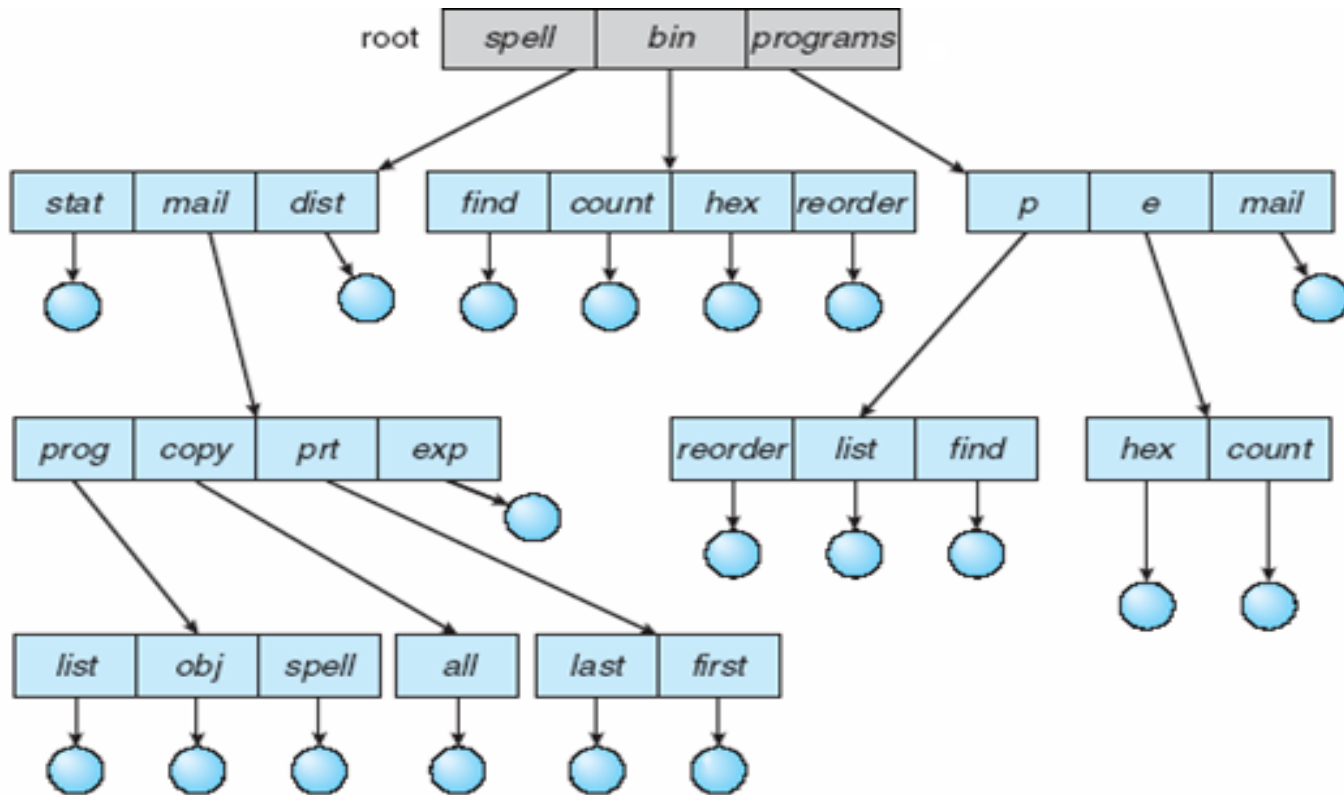 root spell bin programs
stat mail dist find count hex reorder p e mail
prog copy prt exp reorder list find hex count
list obj spell all last first